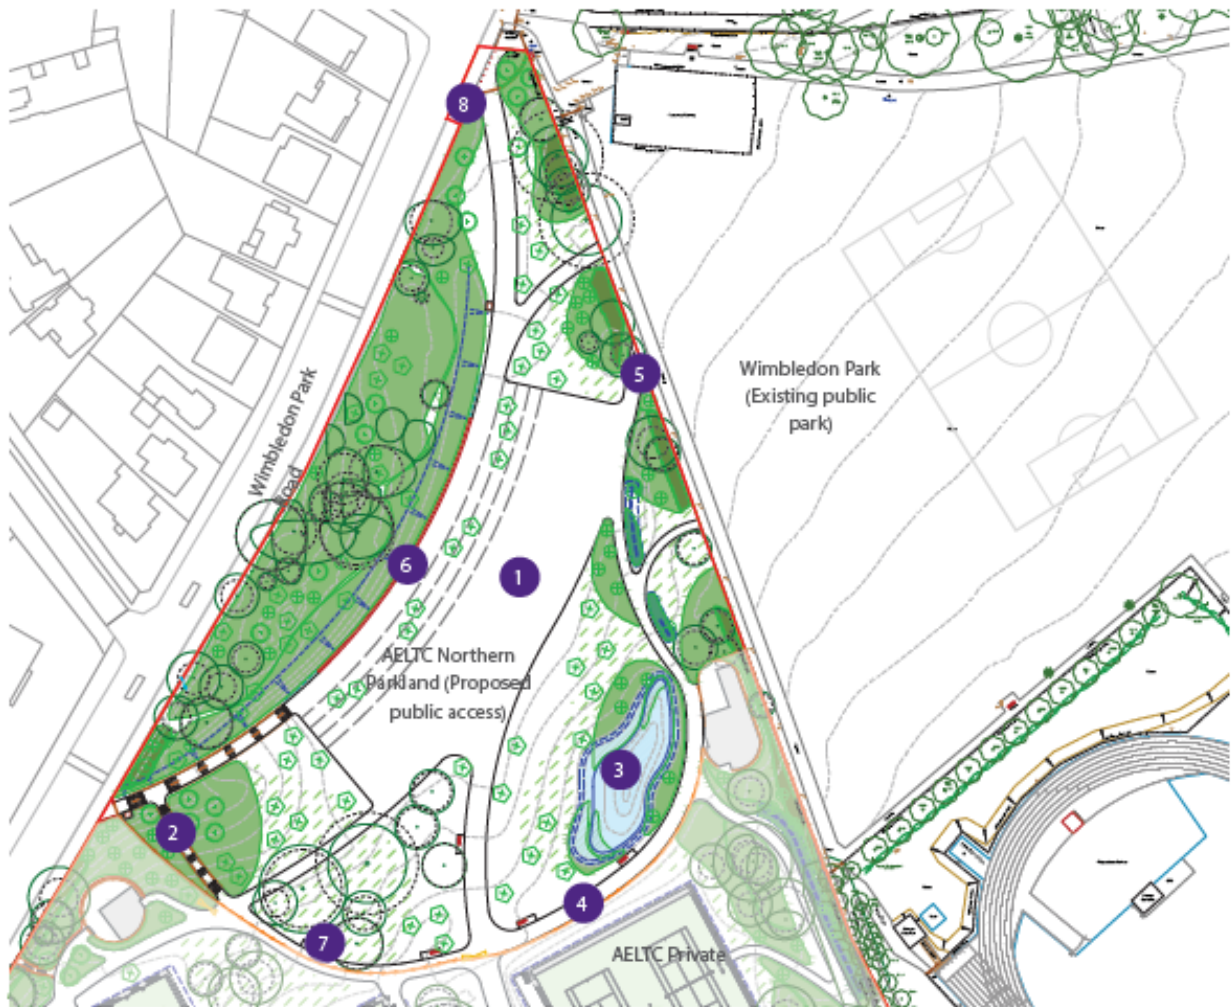 8
5
Wimbledon Park
(Existing public
park)
Wimbledon Park
Road
6
1
AELTC Northern
Parkland (Proposed
public access)
3
2
4
7
AELTC Private